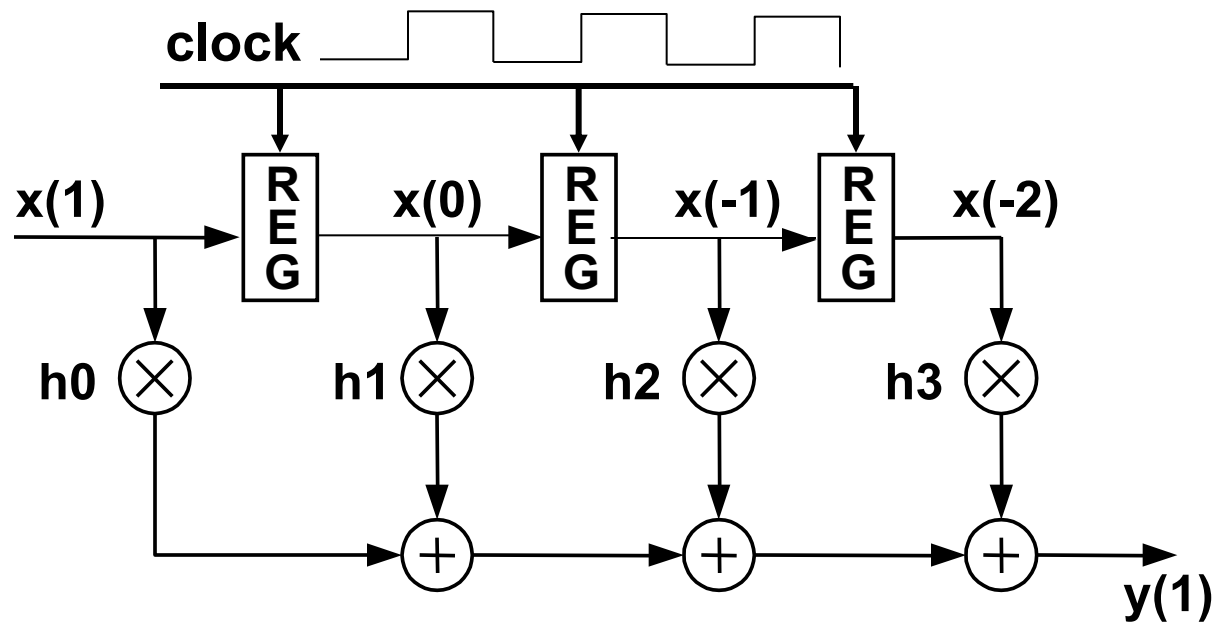 clock
x(1)
R
E
G
x(0)
R
E
G
x(-1)
R
E
G
x(-2)
h0
h1
h2
h3
y(1)